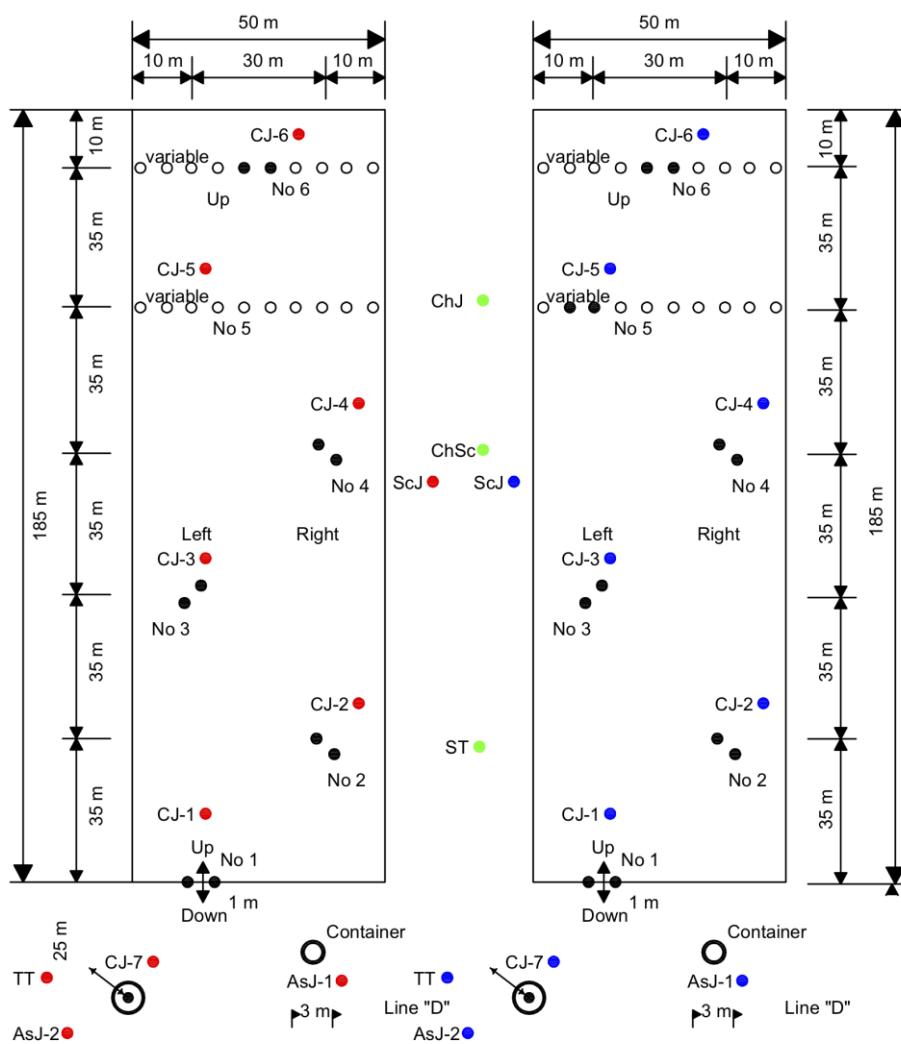 50 m 50 m
10 m 30 m 10 m 10 m 30 m 10 m
10 m CJ-6 CJ-6 10 m
variable variable
No 6 No 6
Up Up
35 m 35 m
CJ-5 CJ-5
variable ChJ variable
No 5 No 5
35 m 35 m
CJ-4 CJ-4
ChSc
No 4 ScJ ScJ No 4
185 m 185 m
Left Right Left Right
35 m 35 m
CJ-3 CJ-3
No 3 No 3
35 m 35 m
CJ-2 CJ-2
ST
No 2 No 2
35 m 35 m
CJ-1 CJ-1
Up Up
No 1 No 1
1 m 1 m
Down Down
25 m Container Container
CJ-7 CJ-7
TT AsJ-1 TT AsJ-1
3 m Line "D" 3 m Line "D"
AsJ-2 AsJ-2